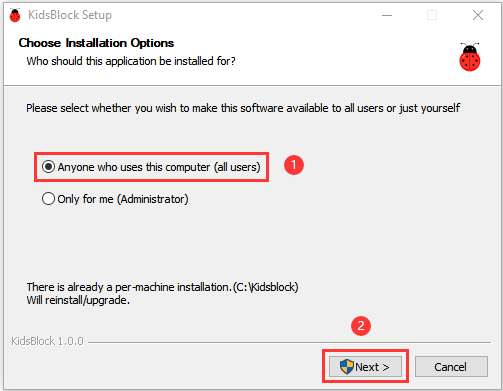 KidsBlock Setup
Choose Installation Options
Who should this application be installed for?
Please select whether you wish to make this software available to all users or just yourself
Anyone who uses this computer (all users)
1
Only for me (Administrator)
There is already a per-machine installation.(C:\Kidsblock)
Will reinstall/upgrade.
2
KidsBlock 1.0.0
Next > Cancel